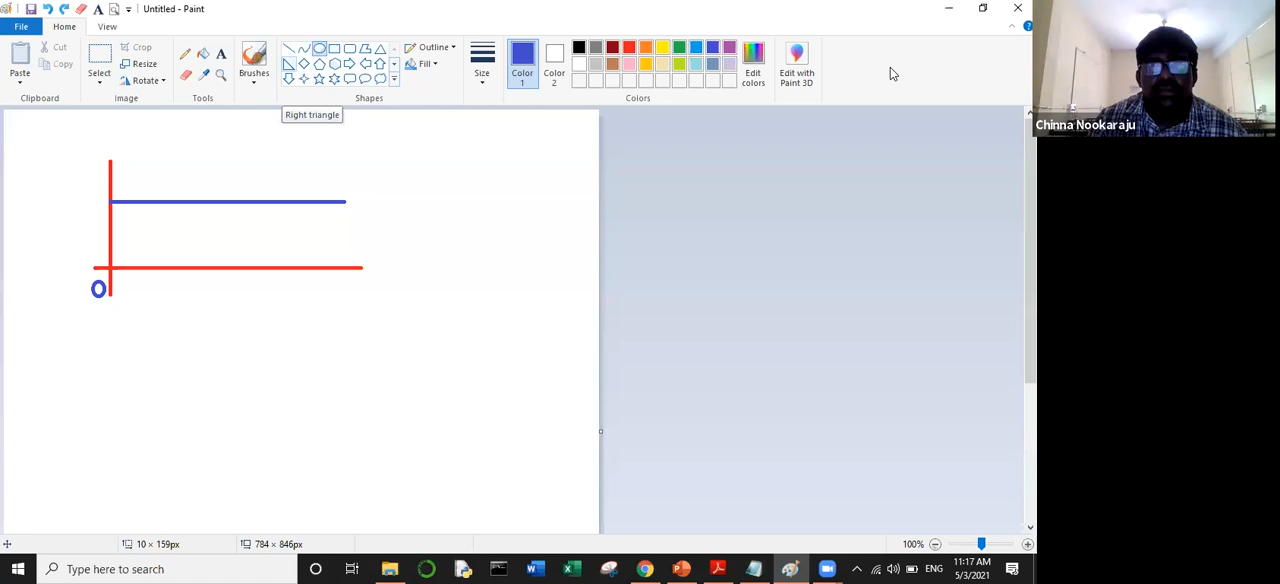 Untitled - Paint
File
Home
View
Paste
Cut
Copy
Clipboard
Select
Crop
Resize
Rotate
Image
A
Tools
Brushes
Shapes
Outline
Fill
Size
Color 1
Color 2
Edit colors
Colors
Edit with Paint 3D
Right triangle
Chinna Nookaraju
O
10 × 159px
784 × 846px
100%
Type here to search
ENG
11:17 AM
5/3/2021